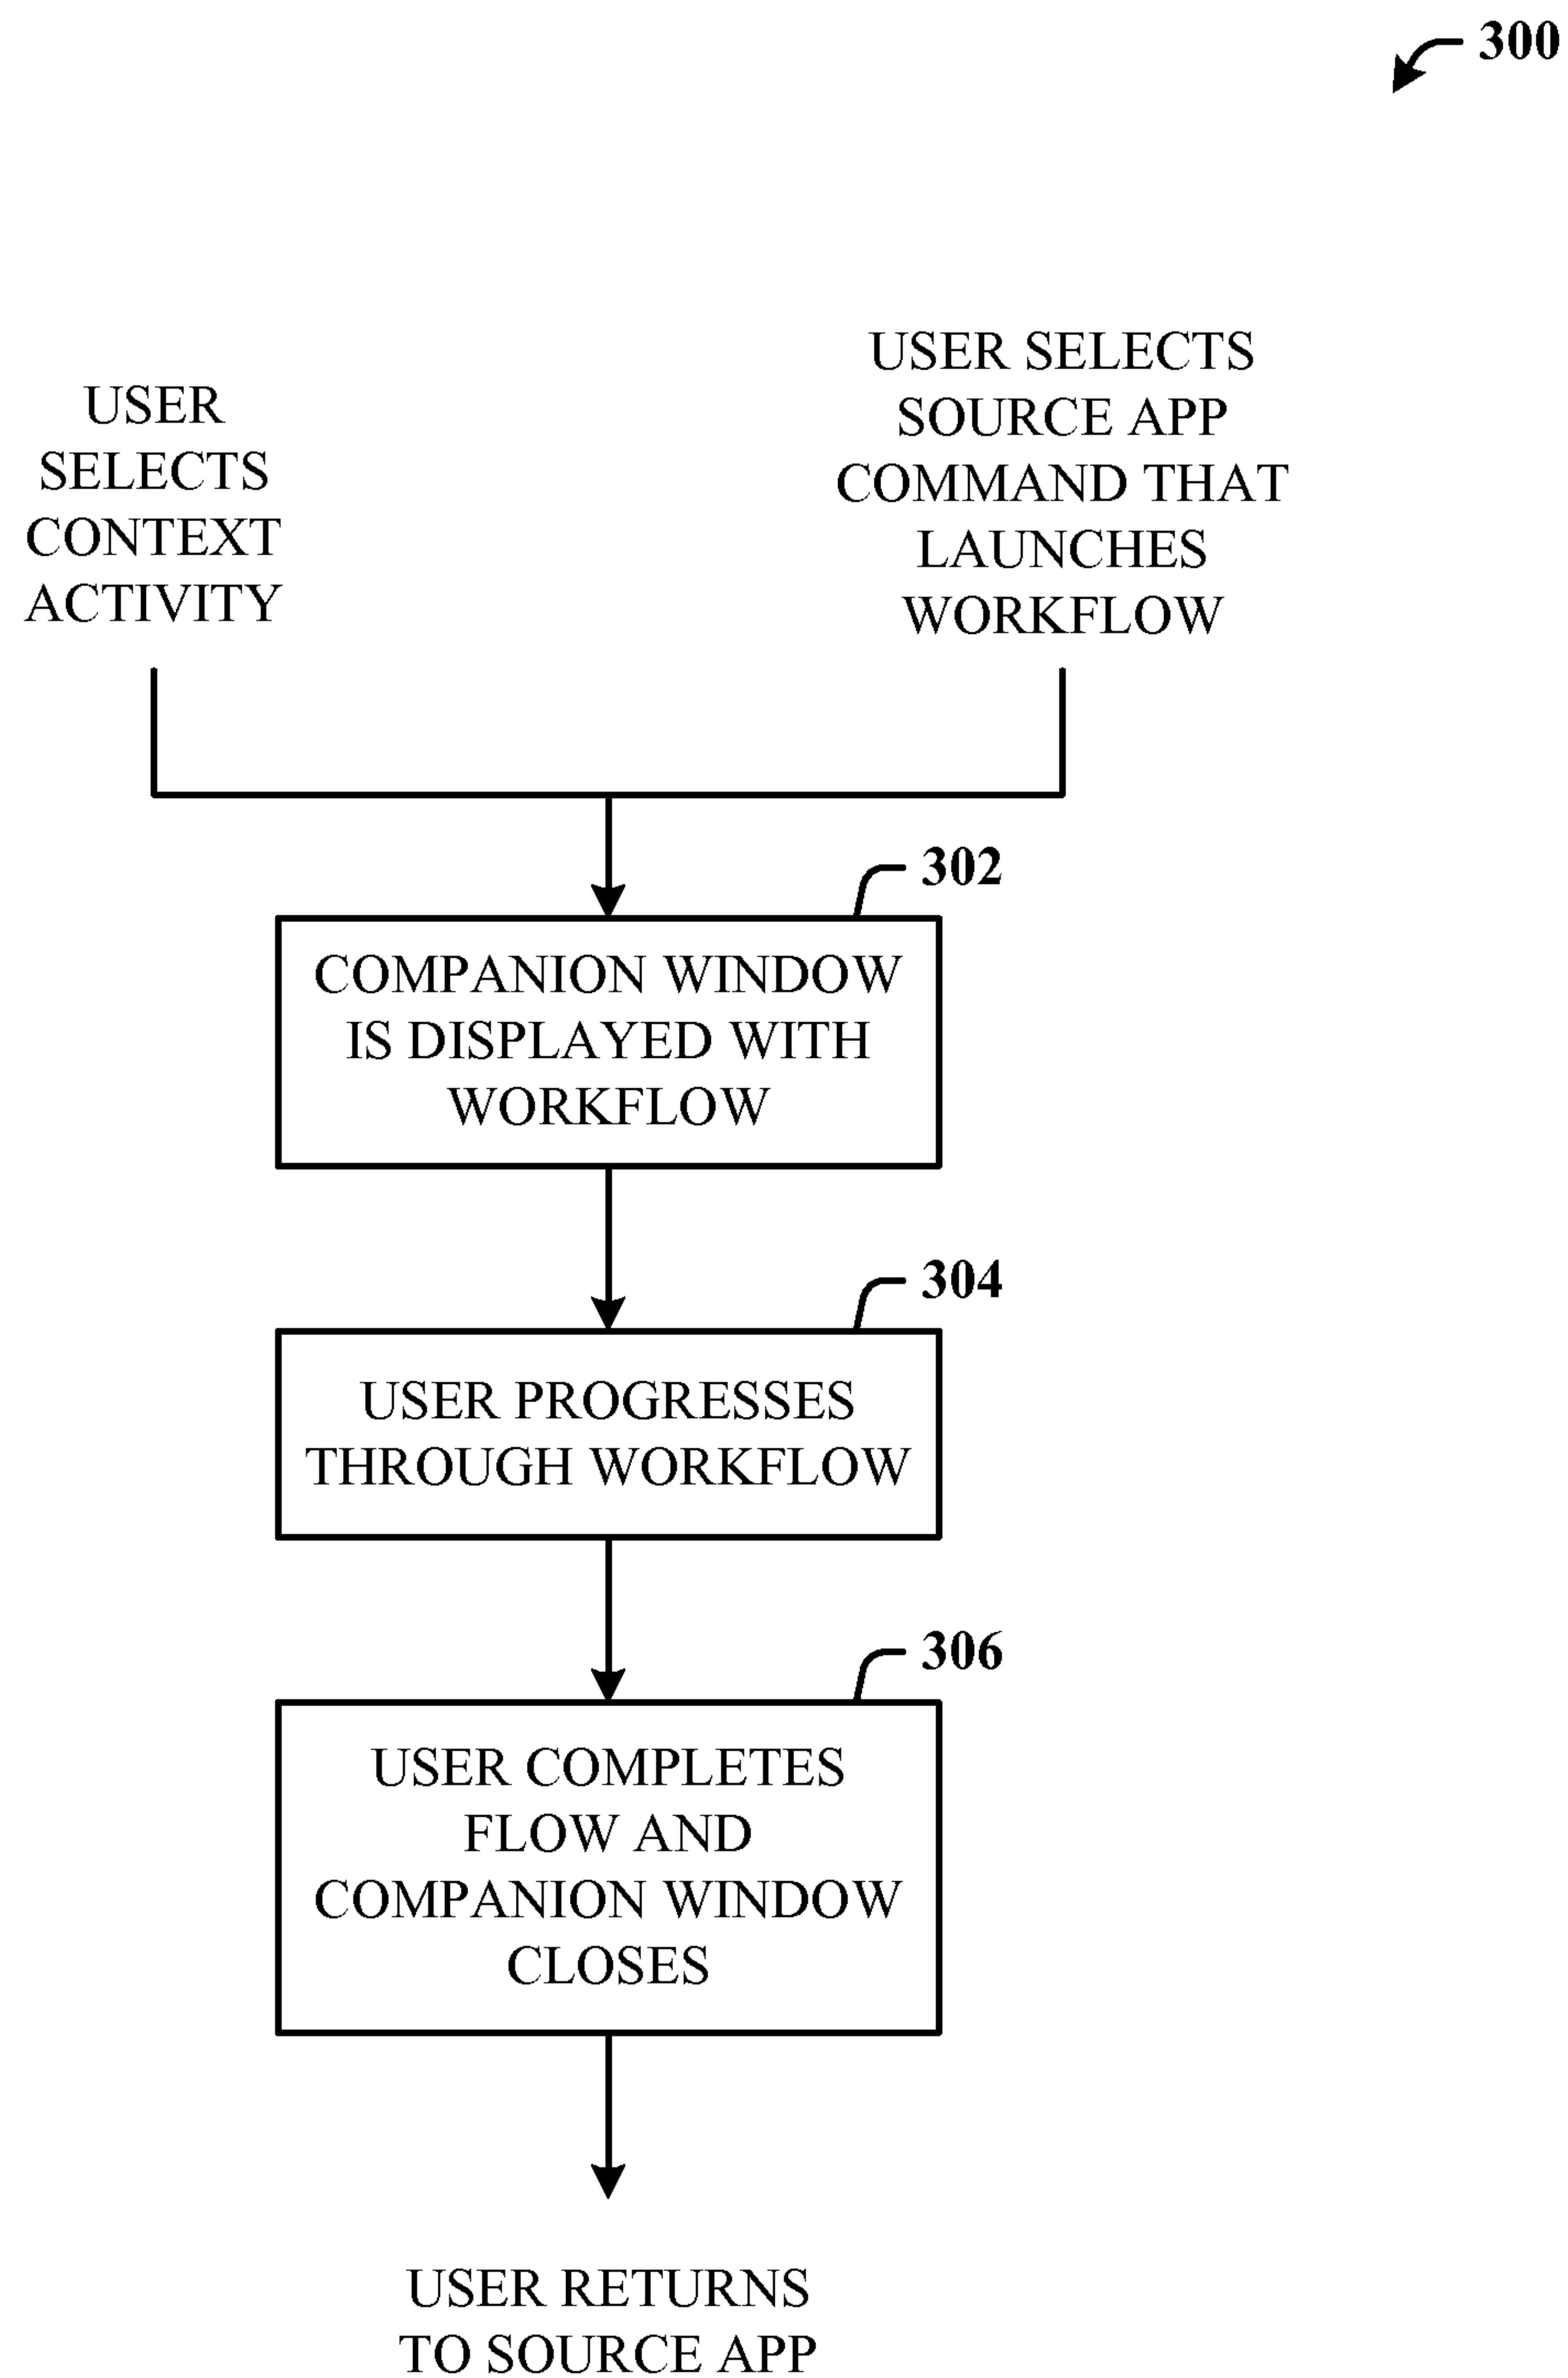 300
USER
SELECTS
CONTEXT
ACTIVITY
USER SELECTS
SOURCE APP
COMMAND THAT
LAUNCHES
WORKFLOW
302
COMPANION WINDOW
IS DISPLAYED WITH
WORKFLOW
304
USER PROGRESSES
THROUGH WORKFLOW
306
USER COMPLETES
FLOW AND
COMPANION WINDOW
CLOSES
USER RETURNS
TO SOURCE APP